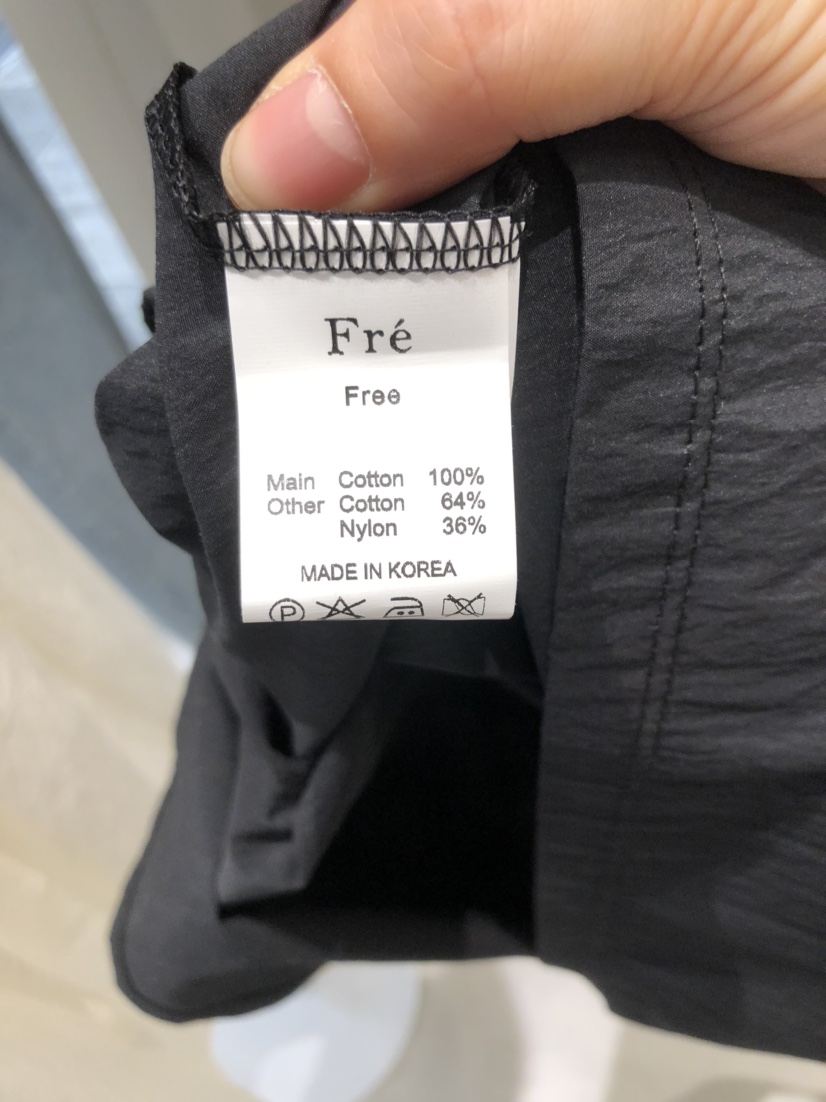 Fré
Free
Main Cotton 100%
Other Cotton 64%
Nylon 36%
MADE IN KOREA
P